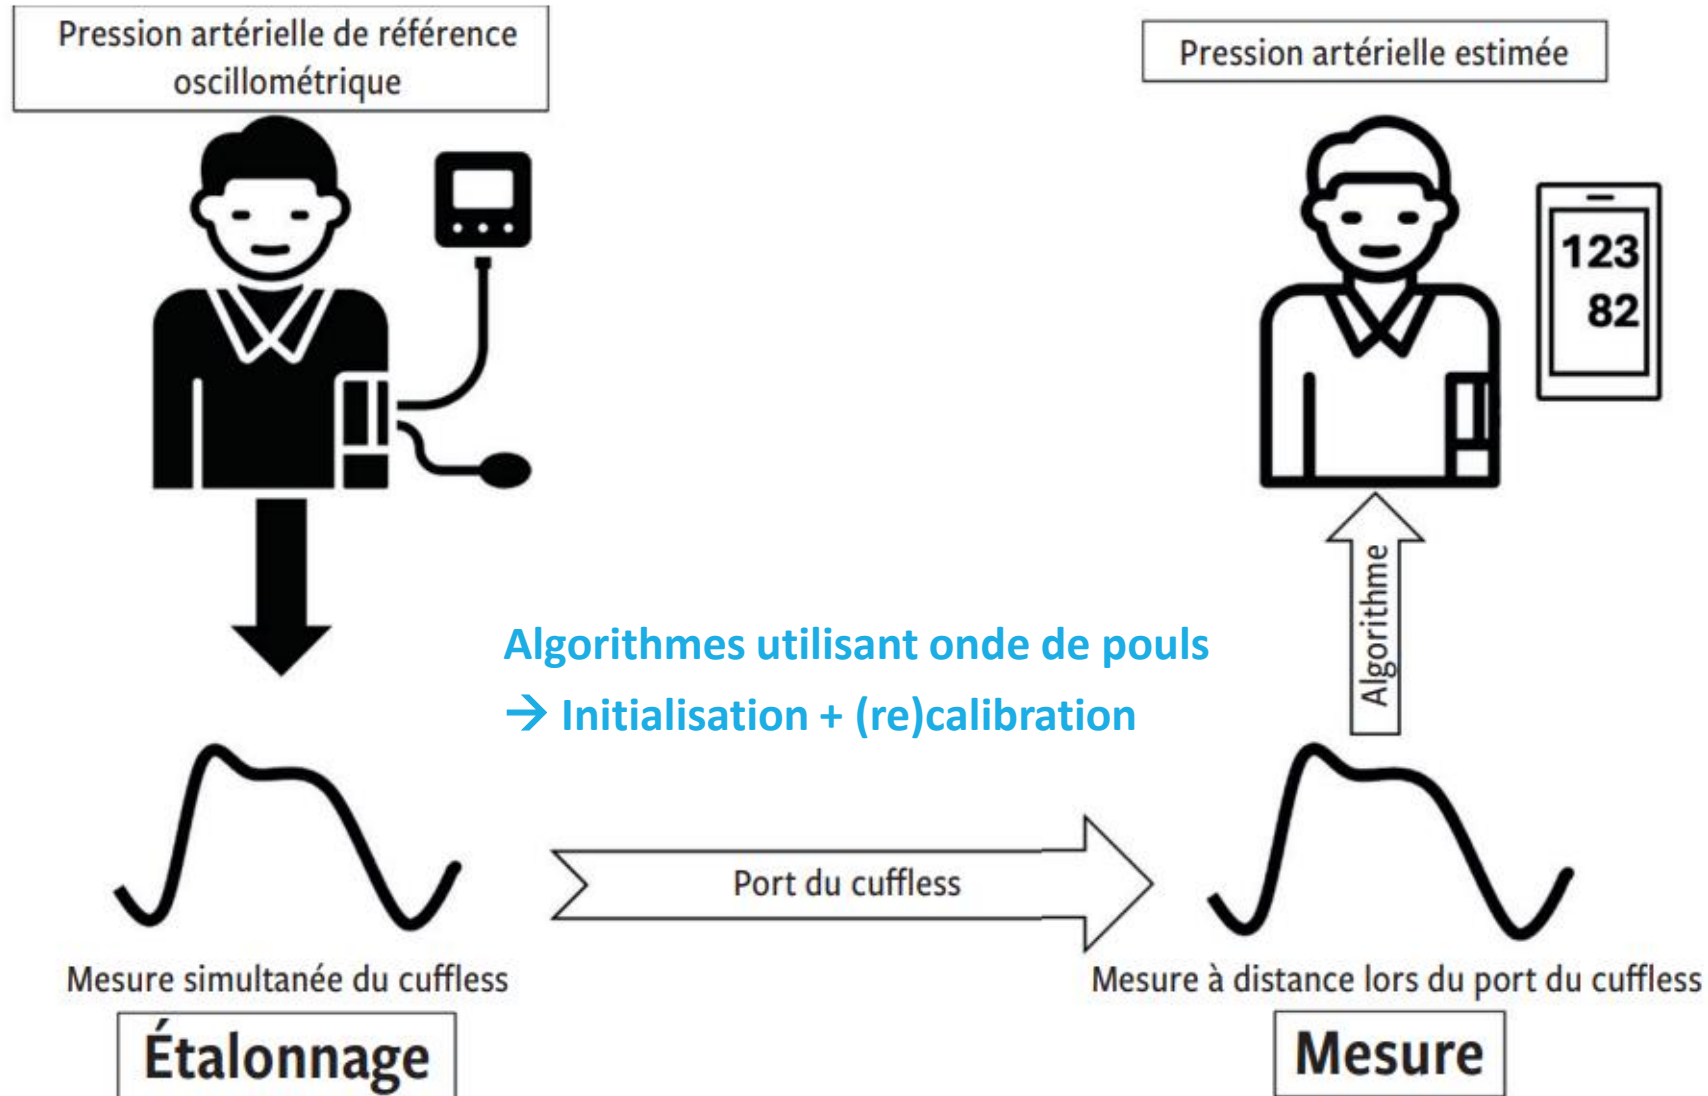 Pression artérielle de référence
oscillométrique
Pression artérielle estimée
123
82
Algorithme
Algorithmes utilisant onde de pouls
→ Initialisation + (re)calibration
Port du cuffless
Mesure simultanée du cuffless
Étalonnage
Mesure à distance lors du port du cuffless
Mesure